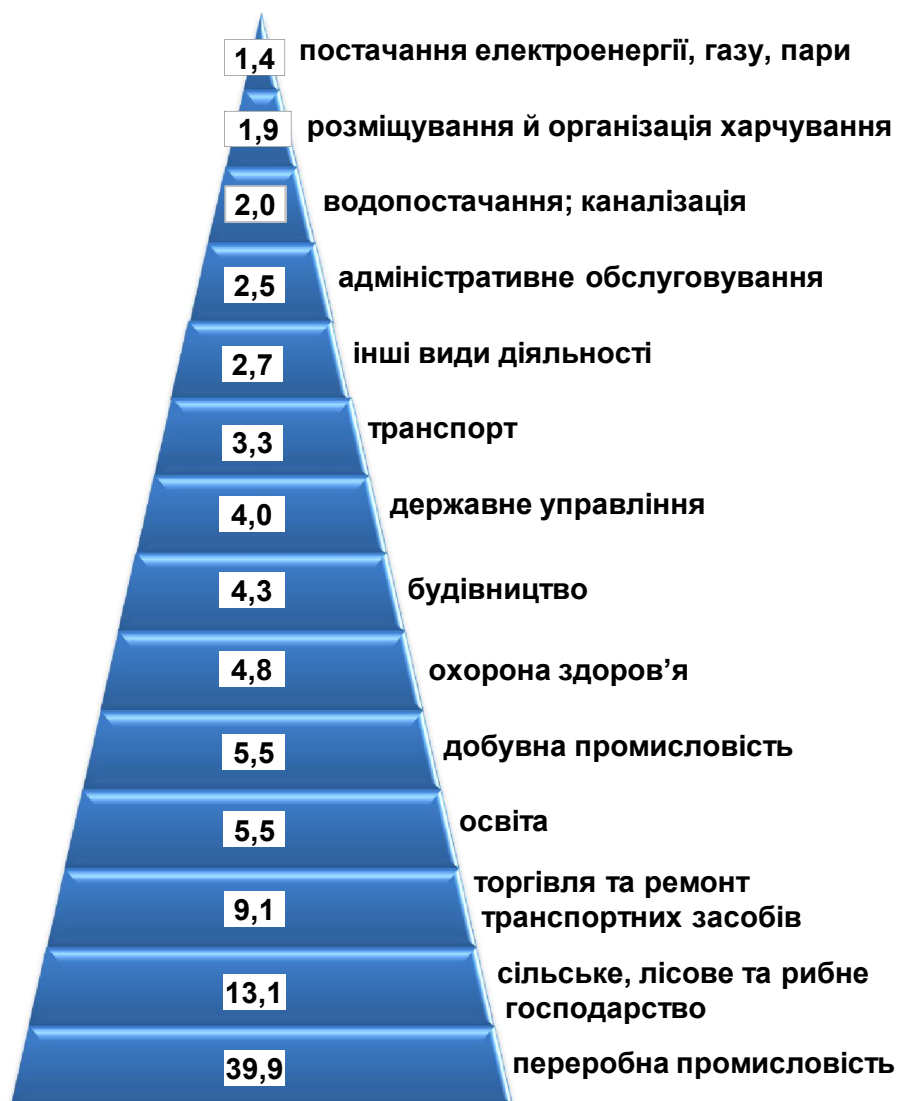 1,4 постачання електроенергії, газу, пари
1,9 розміщування й організація харчування
2,0 водопостачання; каналізація
2,5 адміністративне обслуговування
2,7 інші види діяльності
3,3 транспорт
4,0 державне управління
4,3 будівництво
4,8 охорона здоров’я
5,5 добувна промисловість
5,5 освіта
9,1 торгівля та ремонт
транспортних засобів
13,1 сільське, лісове та рибне
господарство
39,9 переробна промисловість